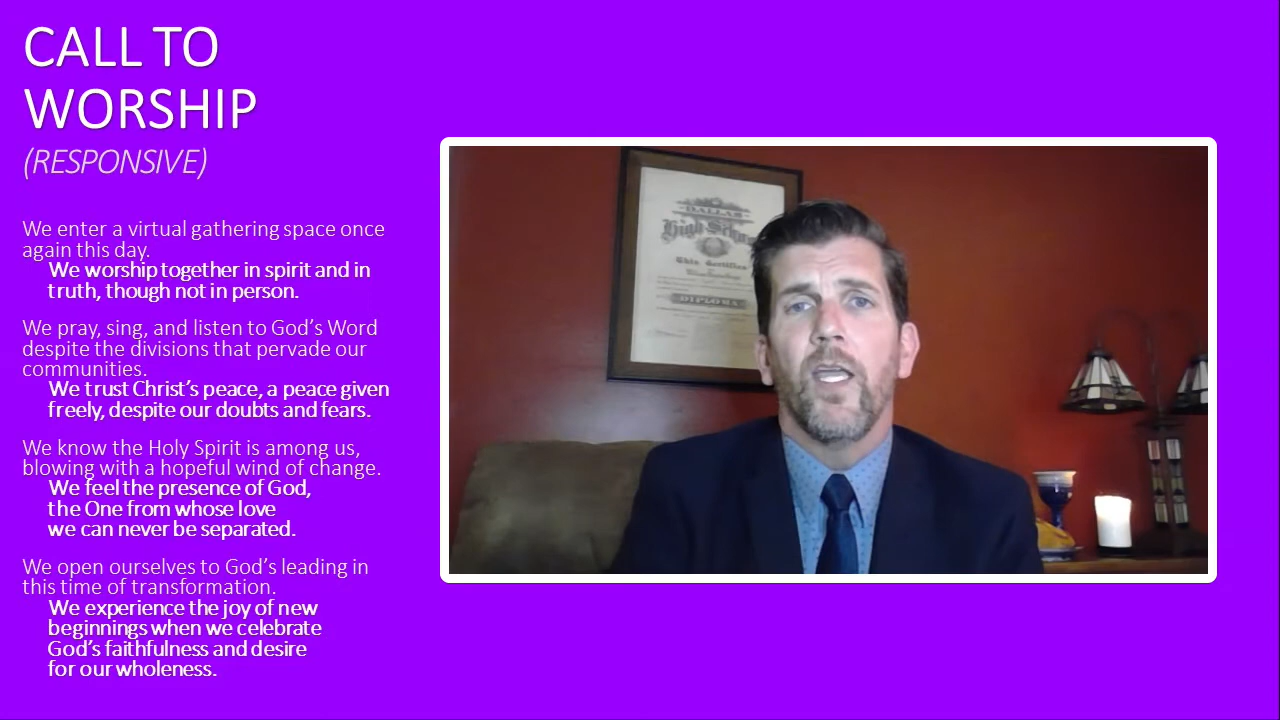 CALL TO
WORSHIP
(RESPONSIVE)
We enter a virtual gathering space once
again this day.
We worship together in spirit and in
truth, though not in person.
We pray, sing, and listen to God's Word
despite the divisions that pervade our
communities.
We trust Christ's peace, a peace given
freely, despite our doubts and fears.
We know the Holy Spirit is among us,
blowing with a hopeful wind of change.
We feel the presence of God,
the One from whose love
we can never be separated.
We open ourselves to God's leading in
this time of transformation.
We experience the joy of new
beginnings when we celebrate
God's faithfulness and desire
for our wholeness.
DALLAS
High
This Certifies
DIPLOMA